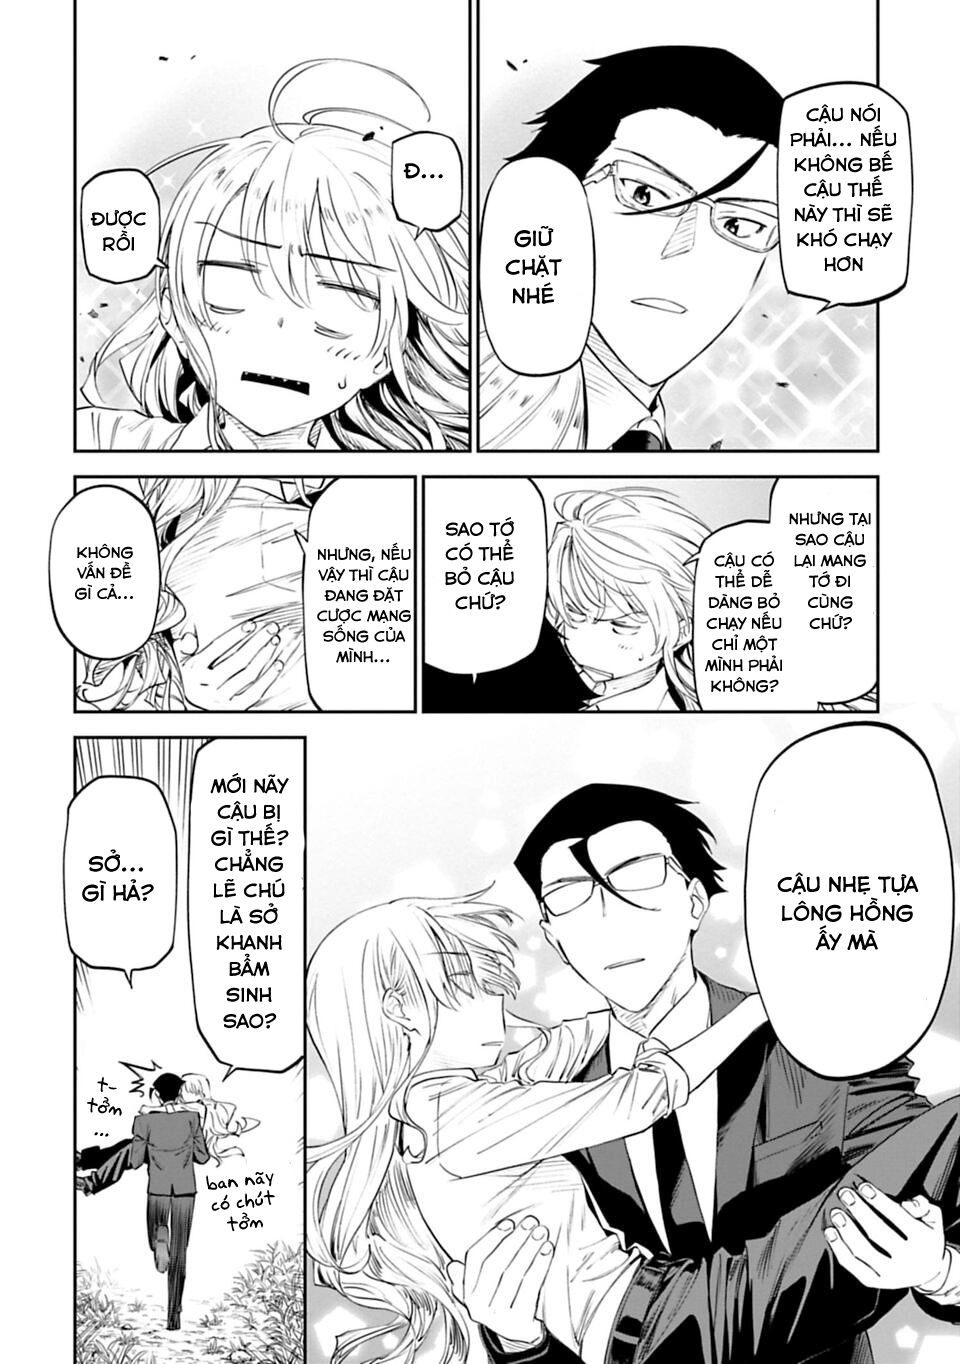 CẬU NÓI
PHẢI... NẾU
KHÔNG BẾ
CẬU THẾ
NÀY THÌ SẼ
KHÓ CHẠY
HƠN
GIỮ
CHẶT
NHÉ
Đ...
ĐƯỢC
RỒI
NHƯNG TẠI
SAO CẬU
LẠI MANG
TỚ ĐI
CÙNG
CHỨ?
CẬU CÓ
THỂ DỄ
DÀNG BỎ
CHẠY NẾU
CHỈ MỘT
MÌNH PHẢI
KHÔNG?
SAO TỚ
CÓ THỂ
BỎ CẬU
CHỨ?
NHƯNG, NẾU
VẬY THÌ CẬU
ĐANG ĐẶT
CƯỢC MẠNG
SỐNG CỦA
MÌNH...
KHÔNG
VẤN ĐỀ
GÌ CẢ...
CẬU NHẸ TỰA
LÔNG HỒNG
ẤY MÀ
MỚI NÃY
CẬU BỊ
GÌ THẾ?
CHẲNG
LẼ CHÚ
LÀ SỞ
KHANH
BẨM
SINH
SAO?
SỞ...
GÌ HẢ?
t-
tởm
...
ban nãy
có chút
tởm